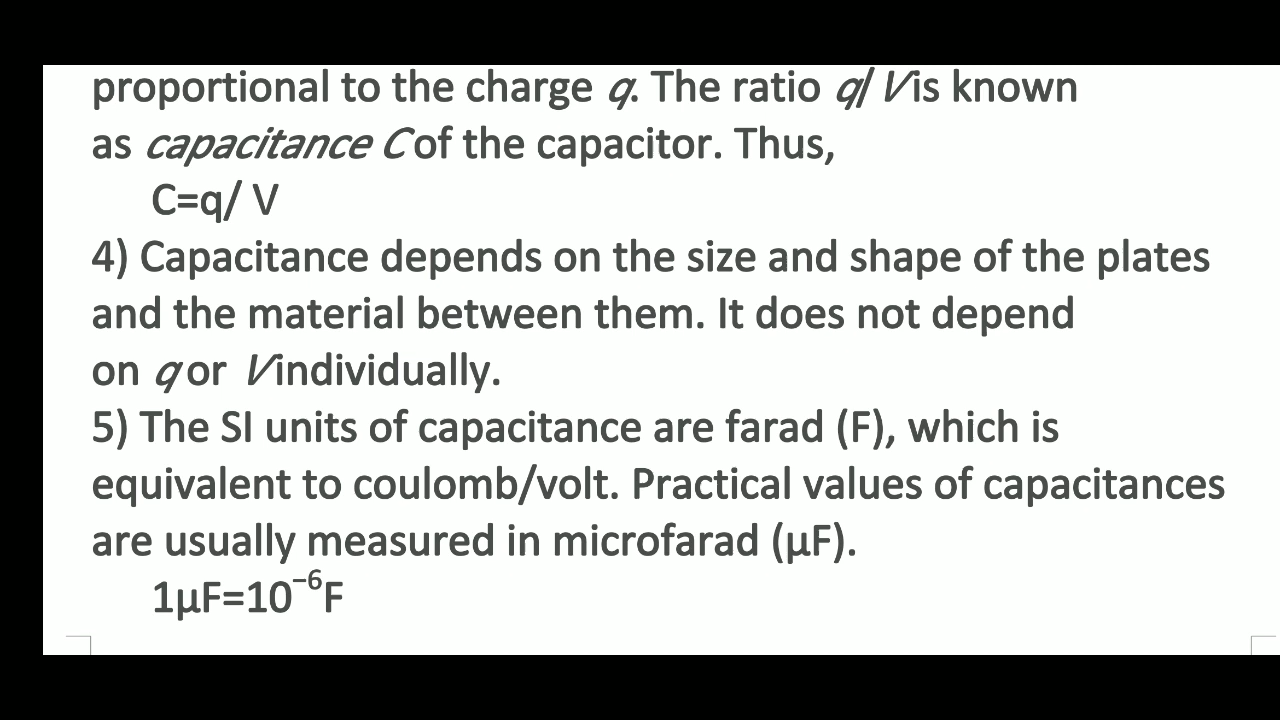 proportional to the charge q. The ratio q/ V is known
as capacitance C of the capacitor. Thus,
C=q/ V
4) Capacitance depends on the size and shape of the plates
and the material between them. It does not depend
on q or V individually.
5) The SI units of capacitance are farad (F), which is
equivalent to coulomb/volt. Practical values of capacitances
are usually measured in microfarad (μF).
1μF=10⁻⁶F